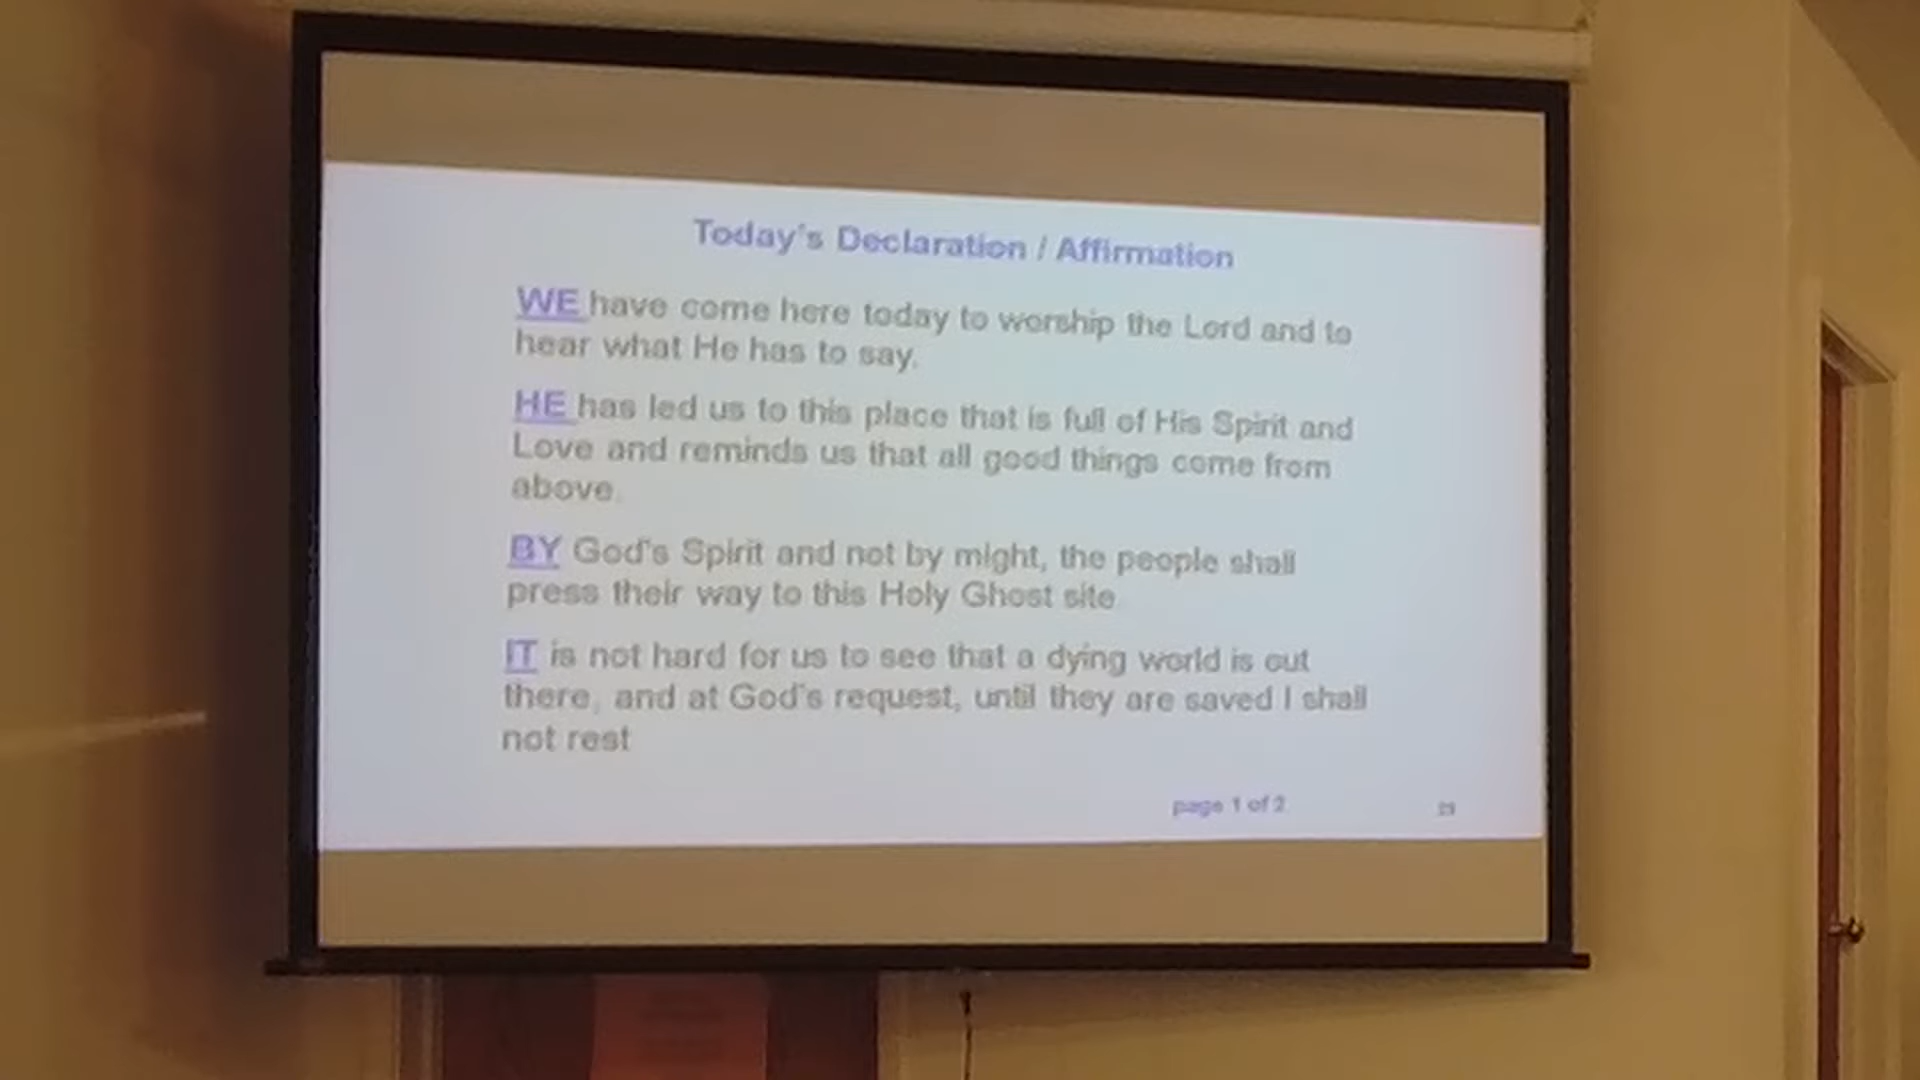 Today's Declaration / Affirmation
WE have come here today to worship the Lord and to
hear what He has to say.
HE has led us to this place that is full of His Spirit and
Love and reminds us that all good things come from
above.
BY God's Spirit and not by might, the people shall
press their way to this Holy Ghost site
IT is not hard for us to see that a dying world is out
there, and at God's request, until they are saved I shall
not rest
page 1 of 2